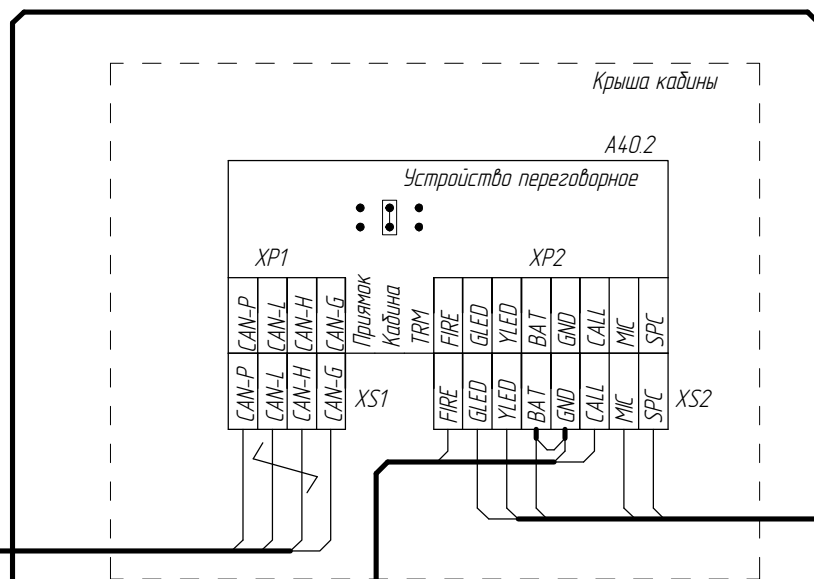 Крыша кабины
A40.2
Устройство переговорное
XP1
XP2
CAN-P
CAN-L
CAN-H
CAN-G
Приямок
Кабина
TRM
FIRE
GLED
YLED
BAT
GND
CALL
MIC
SPC
CAN-P
CAN-L
CAN-H
CAN-G
XS1
FIRE
GLED
YLED
BAT
GND
CALL
MIC
SPC
XS2